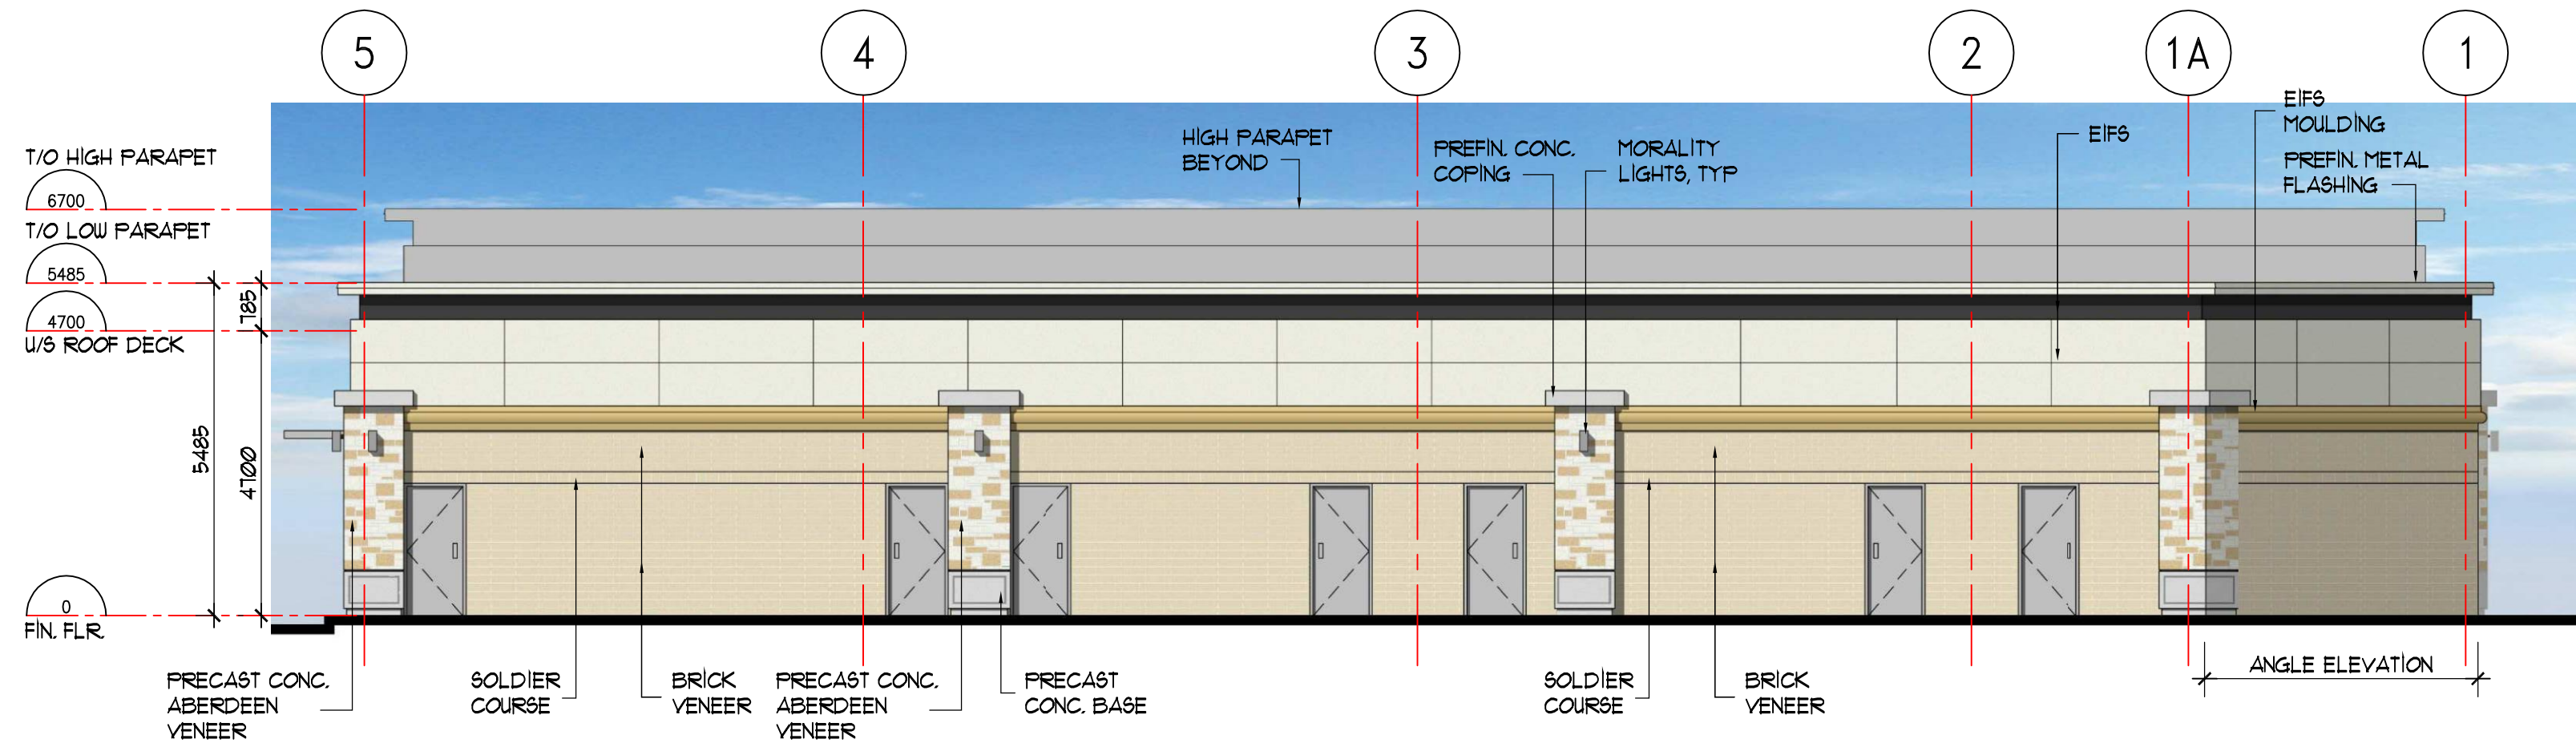 5
4
3
2
1A
1
T/O HIGH PARAPET
6700
T/O LOW PARAPET
5485
4700
U/S ROOF DECK
0
FIN. FLR.
5485
785
4700
HIGH PARAPET
BEYOND
PREFIN. CONC.
COPING
MORALITY
LIGHTS, TYP
EIFS
EIFS
MOULDING
PREFIN. METAL
FLASHING
PRECAST CONC.
ABERDEEN
VENEER
SOLDIER
COURSE
BRICK
VENEER
PRECAST CONC.
ABERDEEN
VENEER
PRECAST
CONC. BASE
SOLDIER
COURSE
BRICK
VENEER
ANGLE ELEVATION